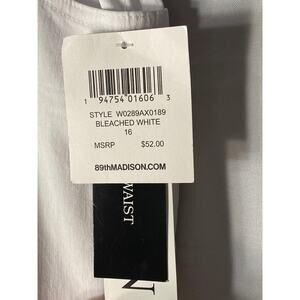 1 94754 01606 3
STYLE W0289AX0189
BLEACHED WHITE
16
MSRP $52.00
89thMADISON.COM
WAIST
N